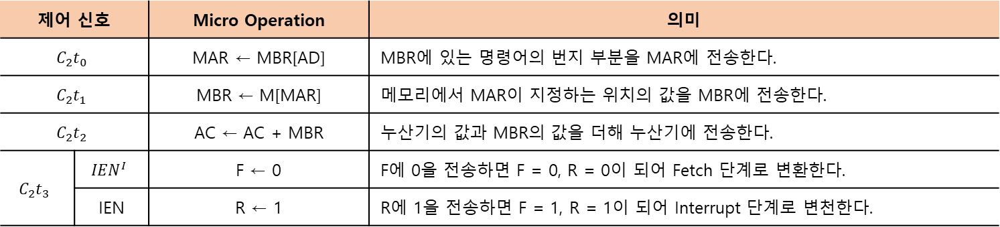 제어 신호 Micro Operation 의미
C₂t₀ MAR ← MBR[AD] MBR에 있는 명령어의 번지 부분을 MAR에 전송한다.
C₂t₁ MBR ← M[MAR] 메모리에서 MAR이 지정하는 위치의 값을 MBR에 전송한다.
C₂t₂ AC ← AC + MBR 누산기의 값과 MBR의 값을 더해 누산기에 전송한다.
C₂t₃ IENᴵ F ← 0 F에 0을 전송하면 F = 0, R = 0이 되어 Fetch 단계로 변환한다.
IEN R ← 1 R에 1을 전송하면 F = 1, R = 1이 되어 Interrupt 단계로 변천한다.